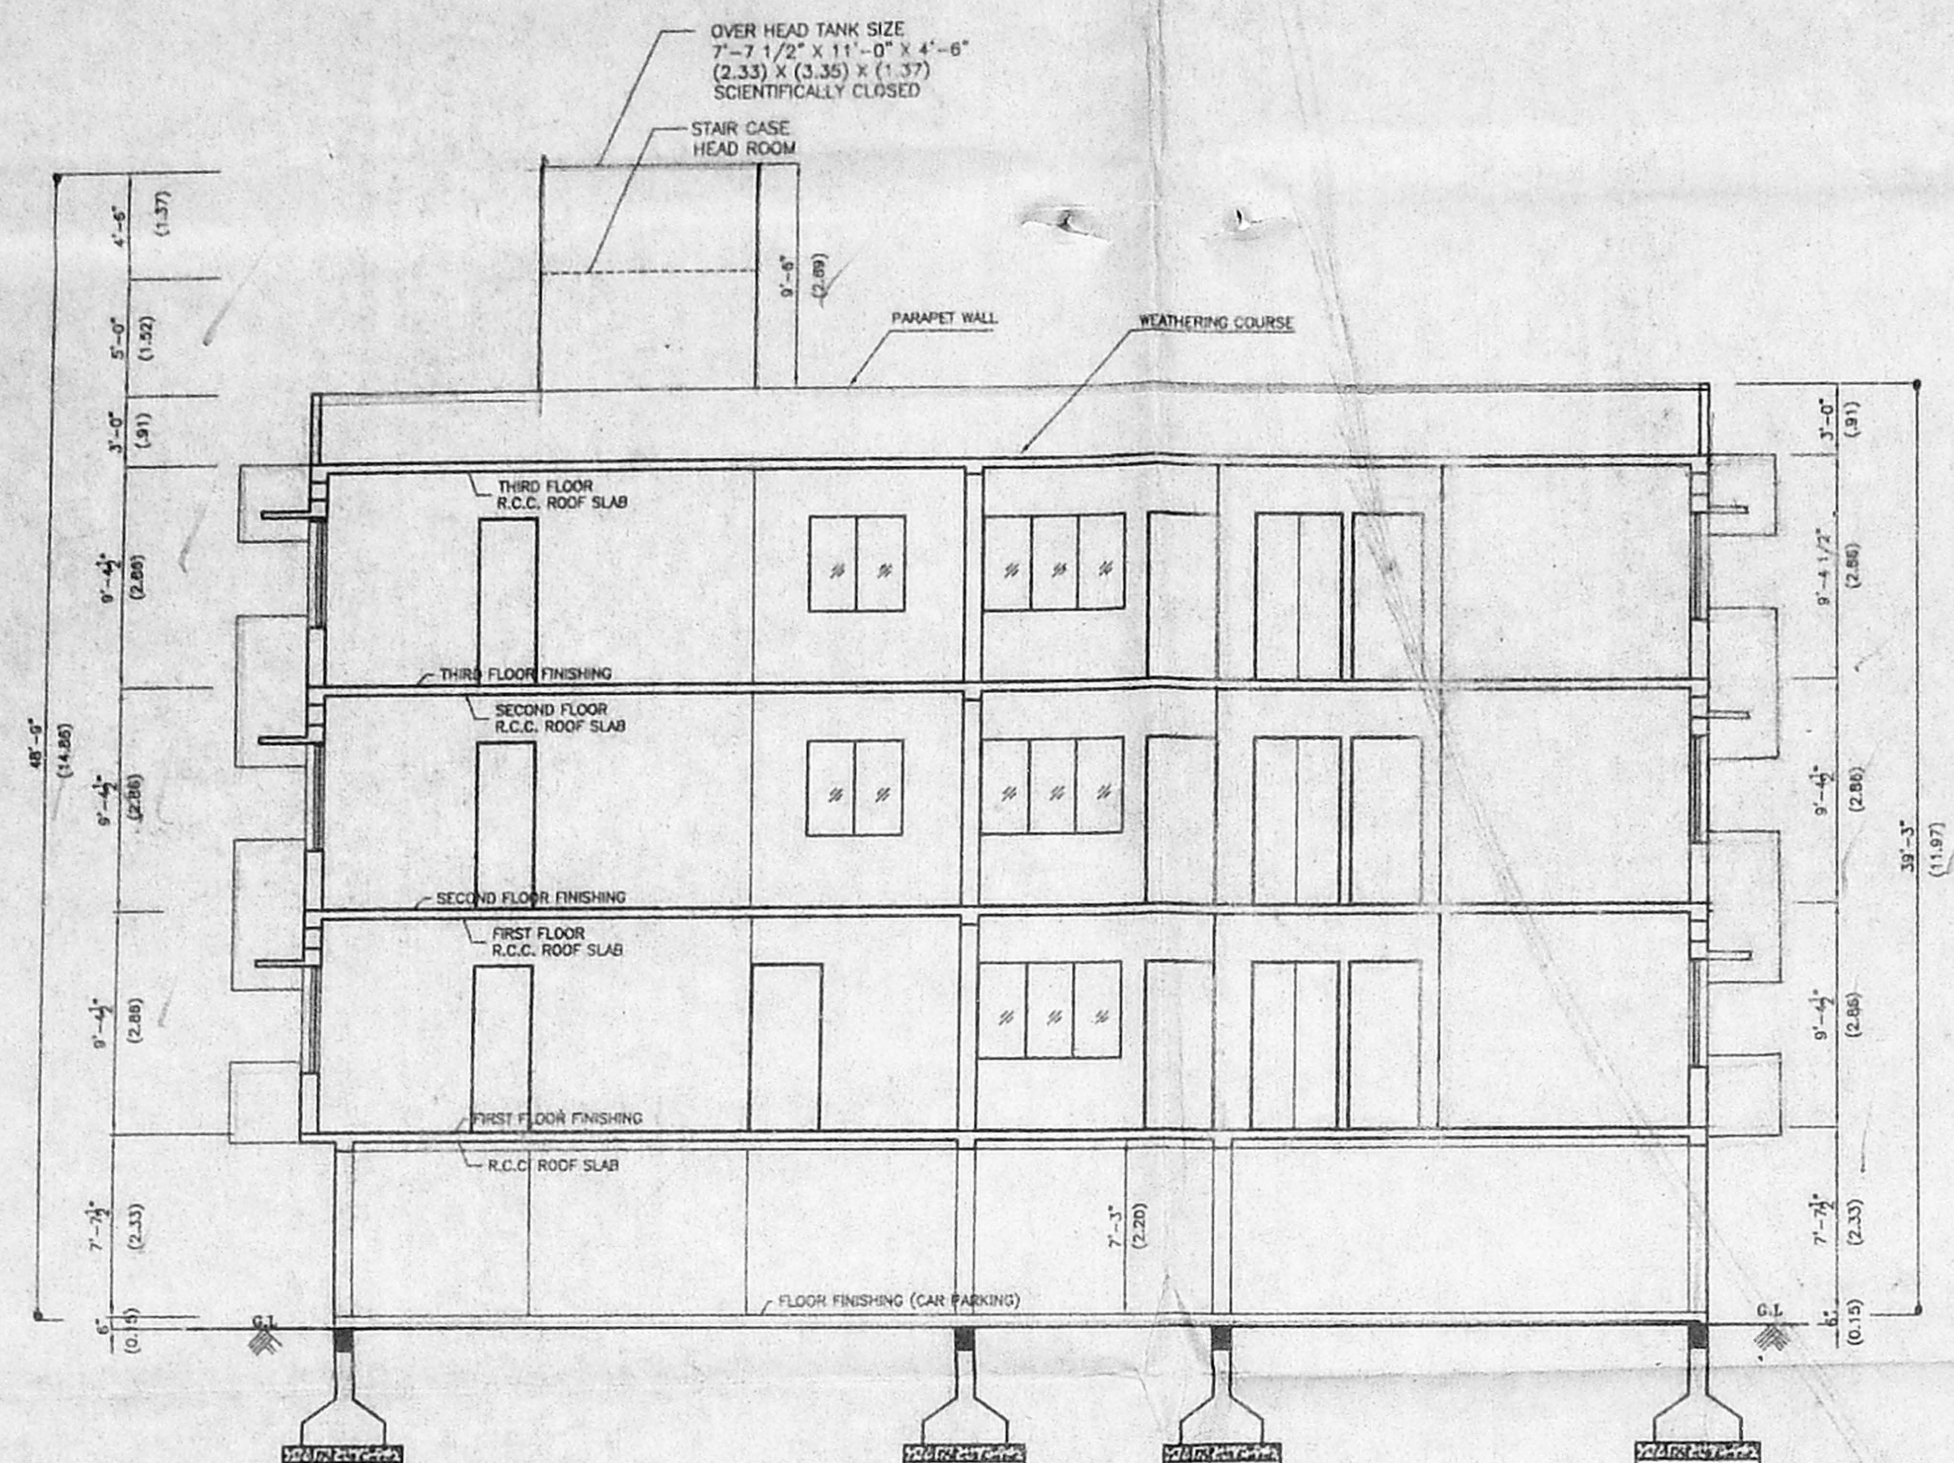 OVER HEAD TANK SIZE
7'-7 1/2" X 11'-0" X 4'-6"
(2.33) X (3.35) X (1.37)
SCIENTIFICALLY CLOSED
STAIR CASE
HEAD ROOM
4'-6"
(1.37)
5'-0"
(1.52)
3'-0"
(.91)
9'-4½"
(2.86)
9'-4½"
(2.86)
9'-4½"
(2.86)
7'-7½"
(2.33)
6"
(0.15)
48'-9"
(14.86)
9'-6"
(2.89)
PARAPET WALL
WEATHERING COURSE
THIRD FLOOR
R.C.C. ROOF SLAB
THIRD FLOOR FINISHING
SECOND FLOOR
R.C.C. ROOF SLAB
SECOND FLOOR FINISHING
FIRST FLOOR
R.C.C. ROOF SLAB
FIRST FLOOR FINISHING
R.C.C ROOF SLAB
7'-3"
(2.20)
FLOOR FINISHING (CAR PARKING)
G.L
G.L
3'-0"
(.91)
9'-4 1/2"
(2.86)
9'-4½"
(2.86)
9'-4½"
(2.86)
7'-7½"
(2.33)
6"
(0.15)
39'-3"
(11.97)